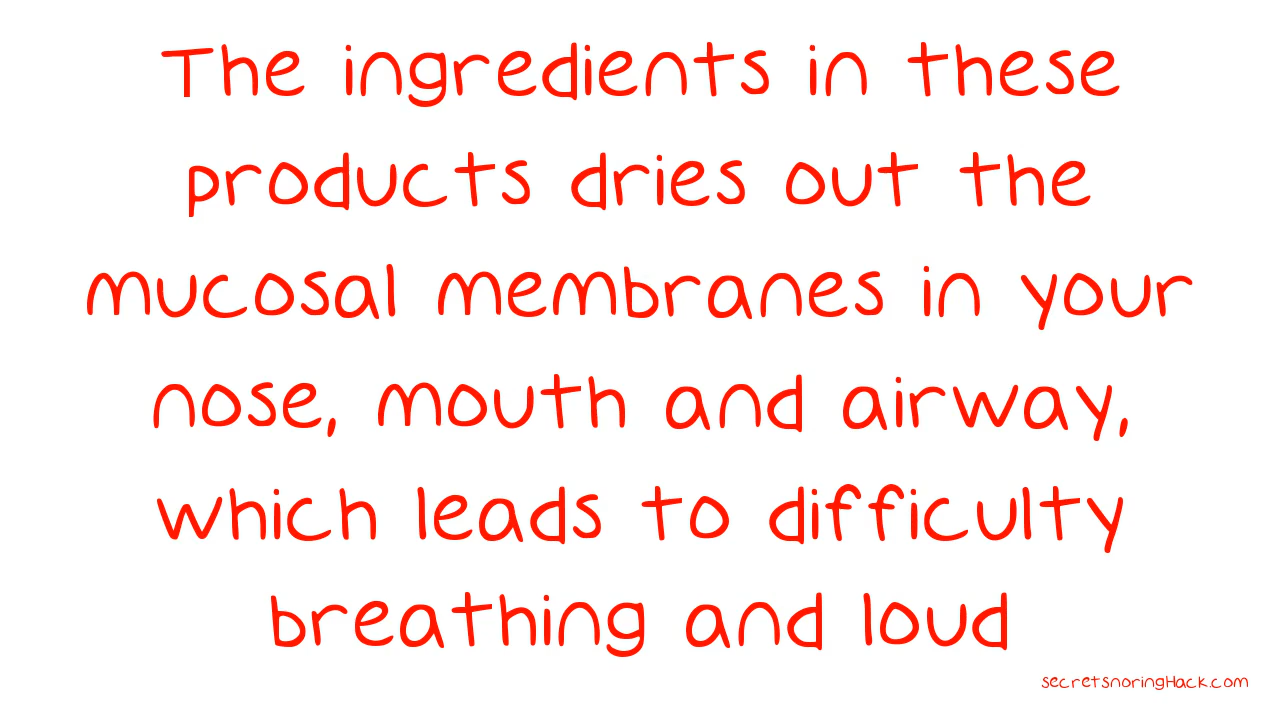 The ingredients in these
products dries out the
mucosal membranes in your
nose, mouth and airway,
which leads to difficulty
breathing and loud
secretsnoringHack.com